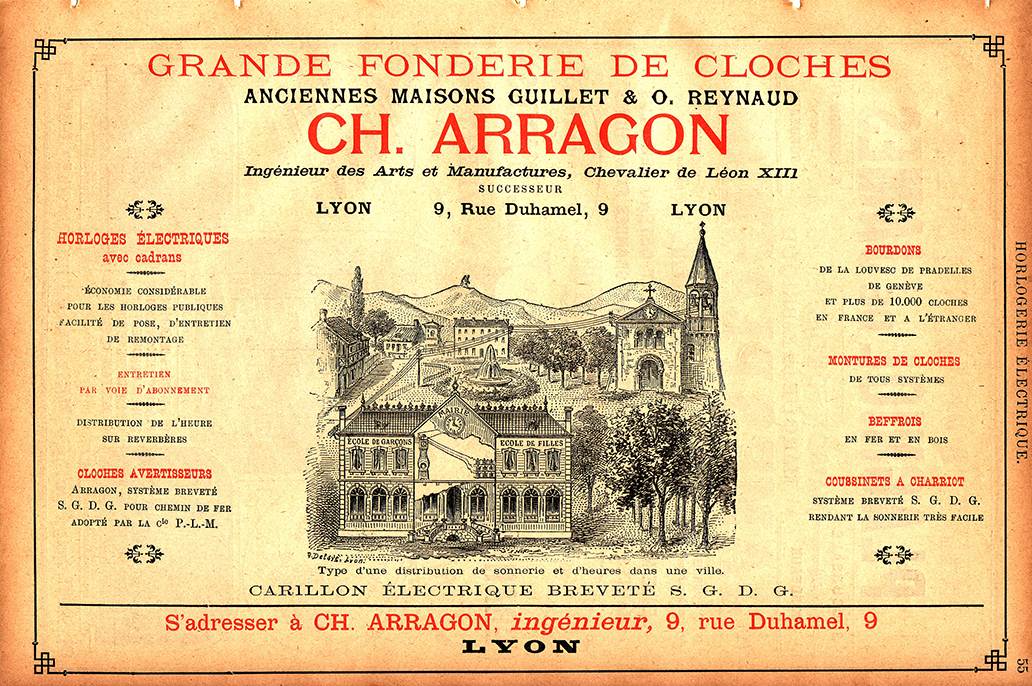 GRANDE FONDERIE DE CLOCHES
ANCIENNES MAISONS GUILLET & O. REYNAUD
CH. ARRAGON
Ingénieur des Arts et Manufactures, Chevalier de Léon XIII
SUCCESSEUR
LYON 9, Rue Duhamel, 9 LYON
HORLOGES ÉLECTRIQUES
avec cadrans
ÉCONOMIE CONSIDÉRABLE
POUR LES HORLOGES PUBLIQUES
FACILITÉ DE POSE, D'ENTRETIEN
DE REMONTAGE
ENTRETIEN
PAR VOIE D'ABONNEMENT
DISTRIBUTION DE L'HEURE
SUR REVERBÈRES
CLOCHES AVERTISSEURS
ARRAGON, SYSTÈME BREVETÉ
S. G. D. G. POUR CHEMIN DE FER
ADOPTÉ PAR LA Cie P.-L.-M.
MAIRIE
ÉCOLE DE GARÇONS
ECOLE DE FILLES
BOURDONS
DE LA LOUVESC DE PRADELLES
DE GENÈVE
ET PLUS DE 10.000 CLOCHES
EN FRANCE ET A L'ÉTRANGER
MONTURES DE CLOCHES
DE TOUS SYSTÈMES
BEFFROIS
EN FER ET EN BOIS
COUSSINETS A CHARRIOT
SYSTÈME BREVETÉ S. G. D. G.
RENDANT LA SONNERIE TRÈS FACILE
Type d'une distribution de sonnerie et d'heures dans une ville.
CARILLON ÉLECTRIQUE BREVETÉ S. G. D. G.
S'adresser à CH. ARRAGON, ingénieur, 9, rue Duhamel, 9
LYON
HORLOGERIE ÉLECTRIQUE.
55